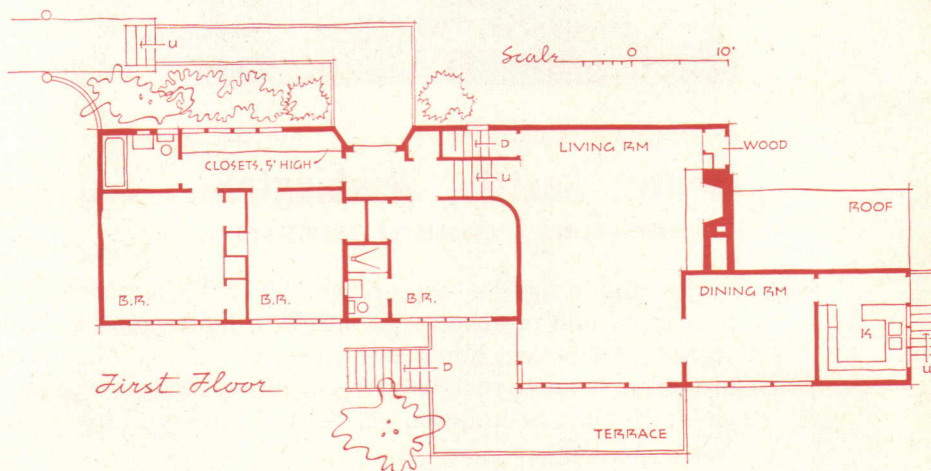 U
Scale 0 10'
CLOSETS, 5' HIGH
D
LIVING RM
WOOD
U
ROOF
B.R.
B.R.
B.R.
DINING RM
K
D
U
First Floor
TERRACE